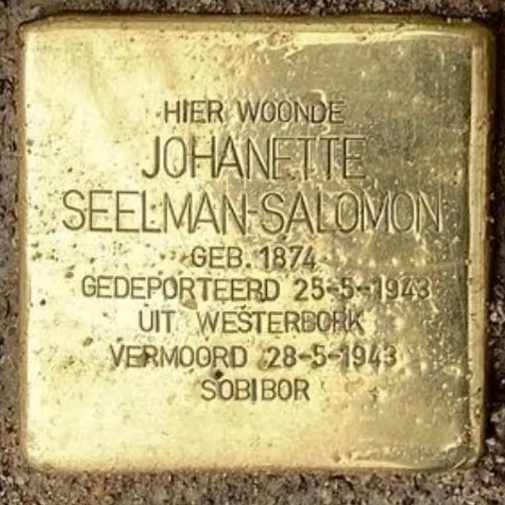 HIER WOONDE
JOHANETTE
SEELMAN-SALOMON
GEB. 1874
GEDEPORTEERD 25-5-1943
UIT WESTERBORK
VERMOORD 28-5-1943
SOBIBOR